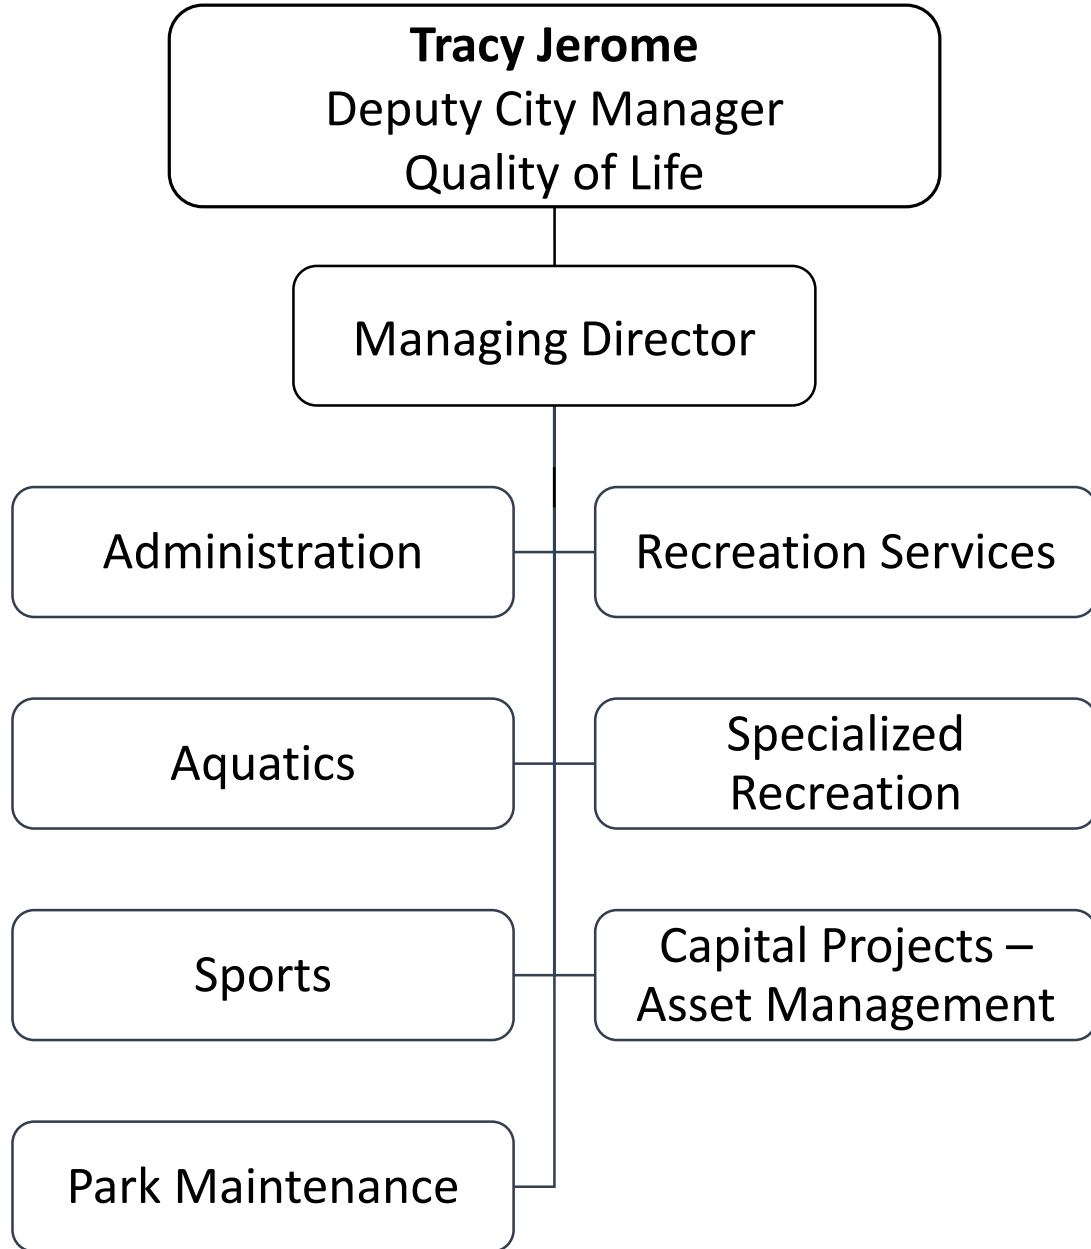 Tracy Jerome
Deputy City Manager
Quality of Life
Managing Director
Administration
Recreation Services
Aquatics
Specialized
Recreation
Sports
Capital Projects –
Asset Management
Park Maintenance